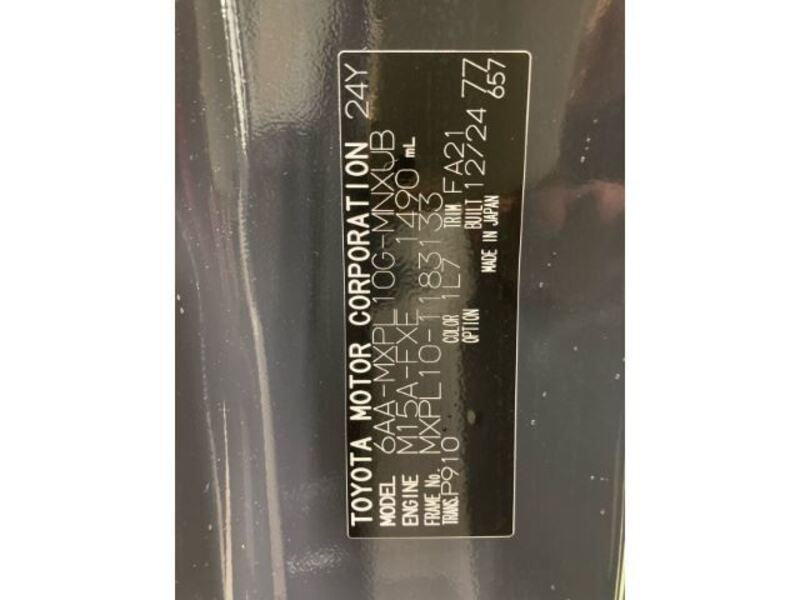 TOYOTA MOTOR CORPORATION 24Y
MODEL 6AA-MXPL10G-MNXUB
ENGINE M15A-FXE 1490 mL
FRAME No. MXPL10-1183133
TRANS. P910 COLOR 1L7 TRIM FA21
OPTION BUILT 12/24 77
MADE IN JAPAN 657